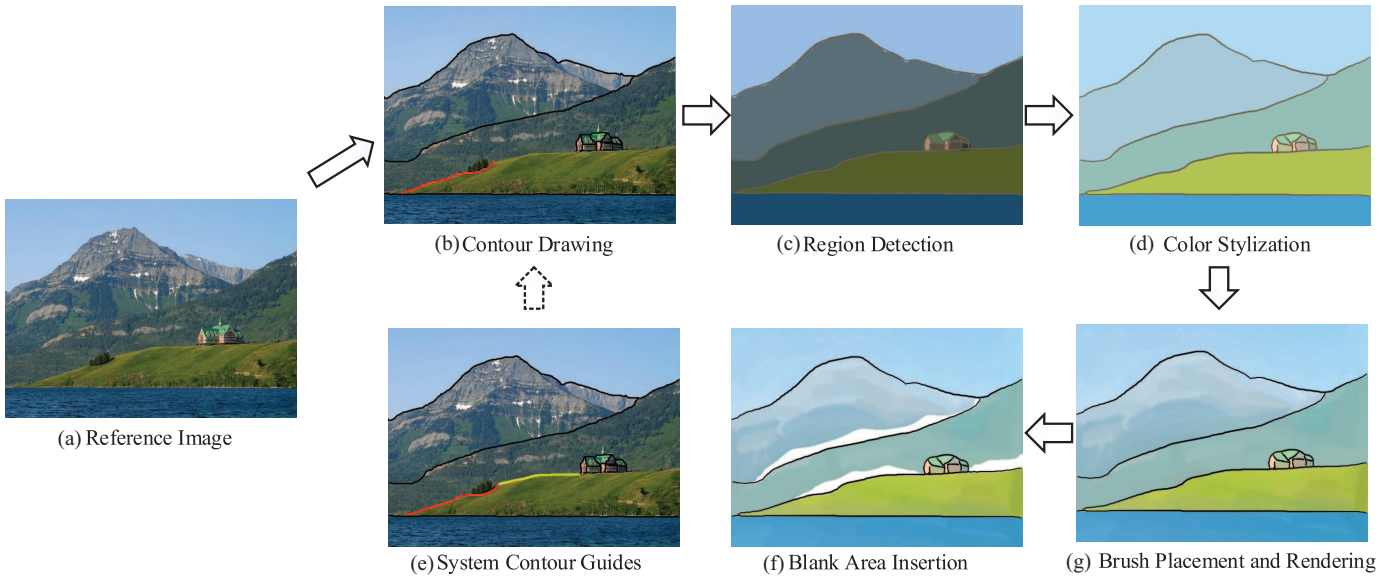 (b) Contour Drawing
(c) Region Detection
(d) Color Stylization
(a) Reference Image
(e) System Contour Guides
(f) Blank Area Insertion
(g) Brush Placement and Rendering